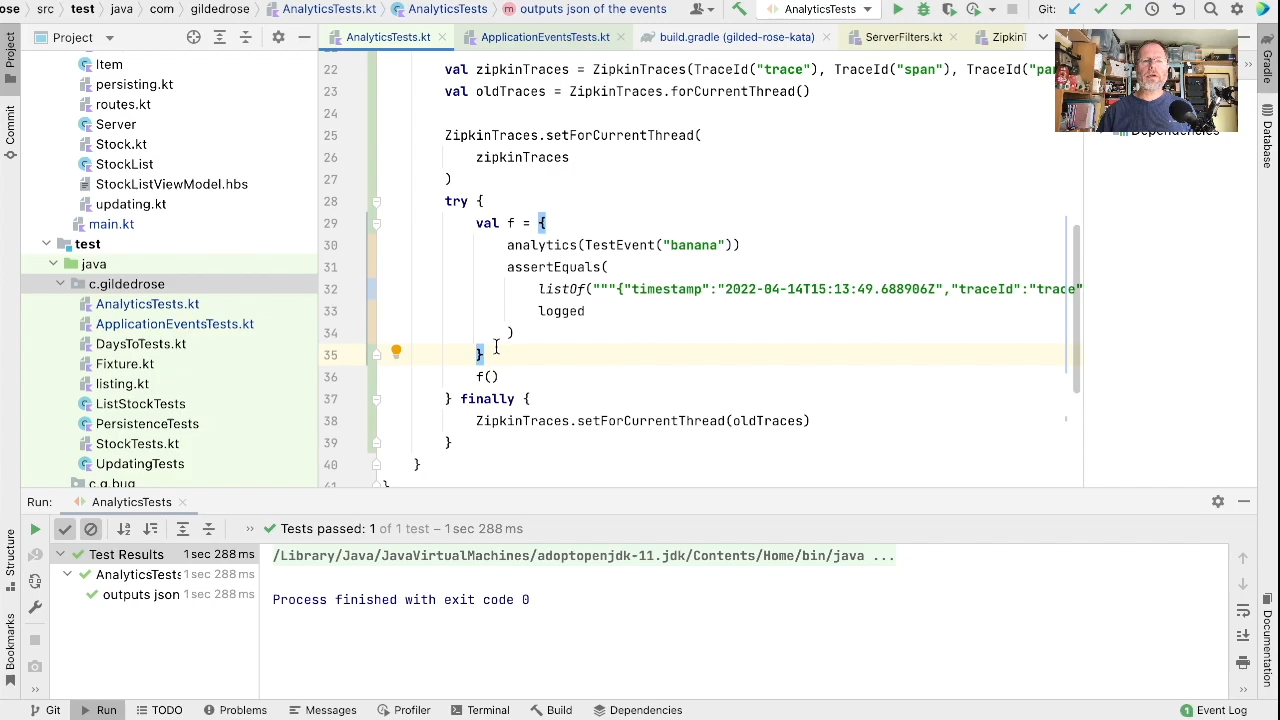 ose
src
test
java
com
gildedrose
AnalyticsTests.kt
AnalyticsTests
outputs json of the events
AnalyticsTests
Git:
Project
AnalyticsTests.kt
ApplicationEventsTests.kt
build.gradle (gilded-rose-kata)
ServerFilters.kt
Zipkin
Project
Commit
Structure
Bookmarks
Gradle
Database
Documentation
Item
persisting.kt
routes.kt
Server
Stock.kt
StockList
StockListViewModel.hbs
updating.kt
main.kt
test
java
c.gildedrose
AnalyticsTests.kt
ApplicationEventsTests.kt
DaysToTests.kt
Fixture.kt
listing.kt
ListStockTests
PersistenceTests
StockTests.kt
UpdatingTests
c.g.bug
22 val zipkinTraces = ZipkinTraces(TraceId("trace"), TraceId("span"), TraceId("par
23 val oldTraces = ZipkinTraces.forCurrentThread()
24
25 ZipkinTraces.setForCurrentThread(
26 zipkinTraces
27 )
28 try {
29 val f = {
30 analytics(TestEvent("banana"))
31 assertEquals(
32 listOf("""{"timestamp":"2022-04-14T15:13:49.688906Z","traceId":"trace"
33 logged
34 )
35 }
36 f()
37 } finally {
38 ZipkinTraces.setForCurrentThread(oldTraces)
39 }
40 }
41 }
Dependencies
Run: AnalyticsTests
Tests passed: 1 of 1 test – 1 sec 288 ms
Test Results 1 sec 288 ms
AnalyticsTests 1 sec 288 ms
outputs json 1 sec 288 ms
/Library/Java/JavaVirtualMachines/adoptopenjdk-11.jdk/Contents/Home/bin/java ...
Process finished with exit code 0
Git
Run
TODO
Problems
Messages
Profiler
Terminal
Build
Dependencies
1 Event Log